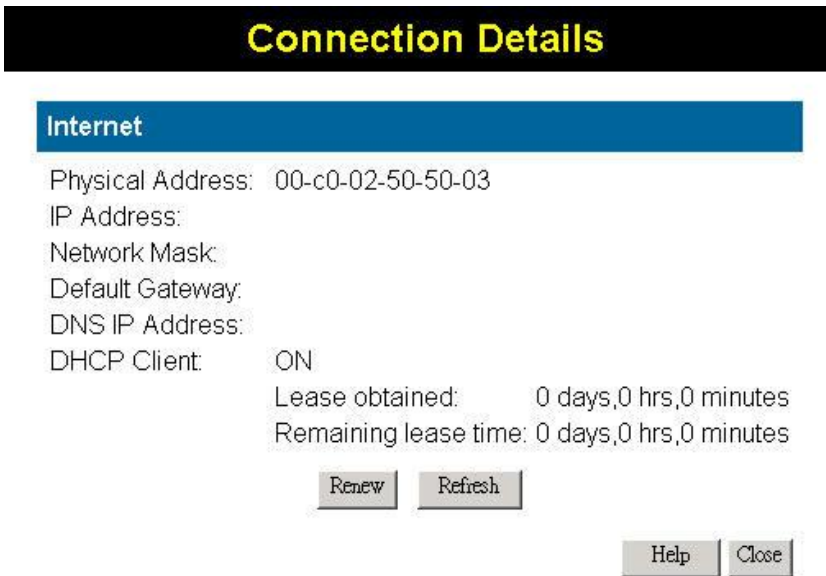 Connection Details
Internet
Physical Address: 00-c0-02-50-50-03
IP Address:
Network Mask:
Default Gateway:
DNS IP Address:
DHCP Client: ON
Lease obtained: 0 days,0 hrs,0 minutes
Remaining lease time: 0 days,0 hrs,0 minutes
Renew Refresh
Help Close